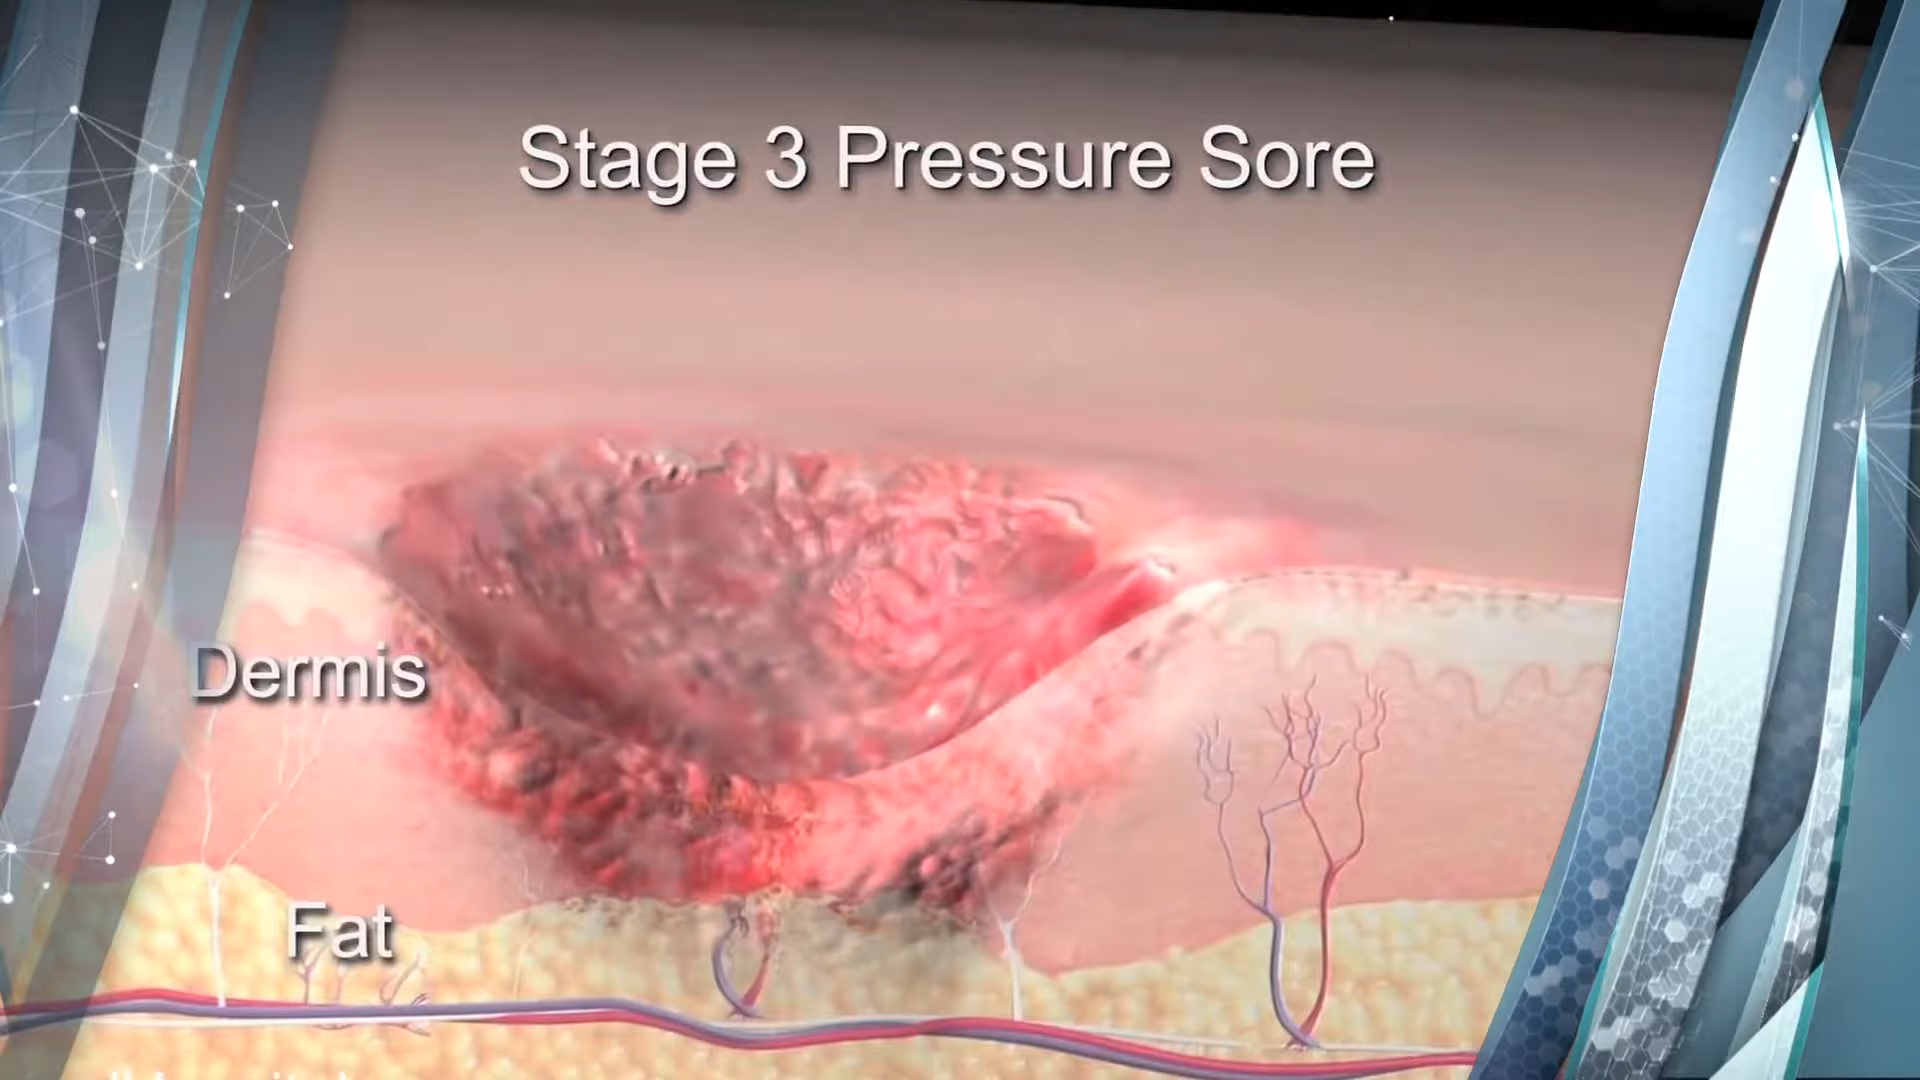 Stage 3 Pressure Sore
Dermis
Fat